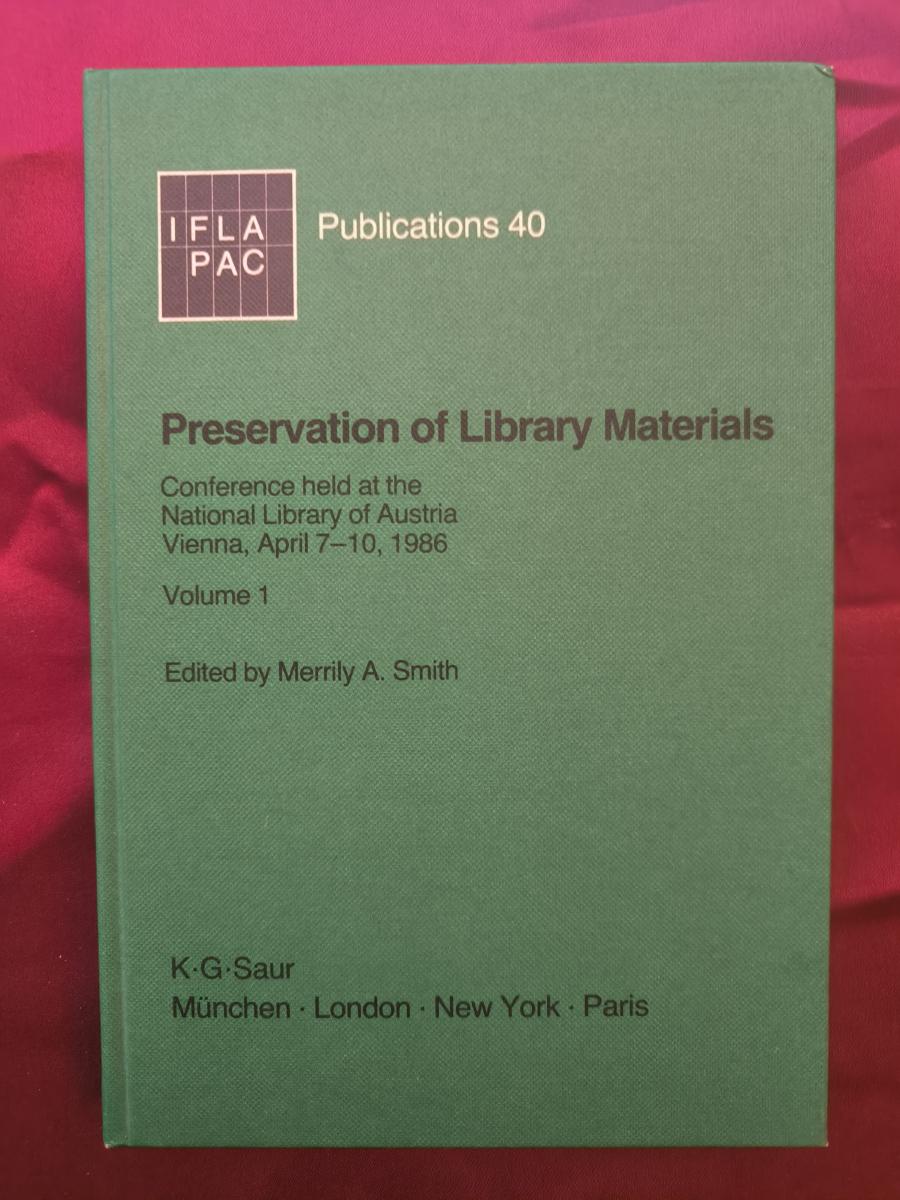 IFLA
PAC
Publications 40
Preservation of Library Materials
Conference held at the
National Library of Austria
Vienna, April 7–10, 1986
Volume 1
Edited by Merrily A. Smith
K·G·Saur
München · London · New York · Paris